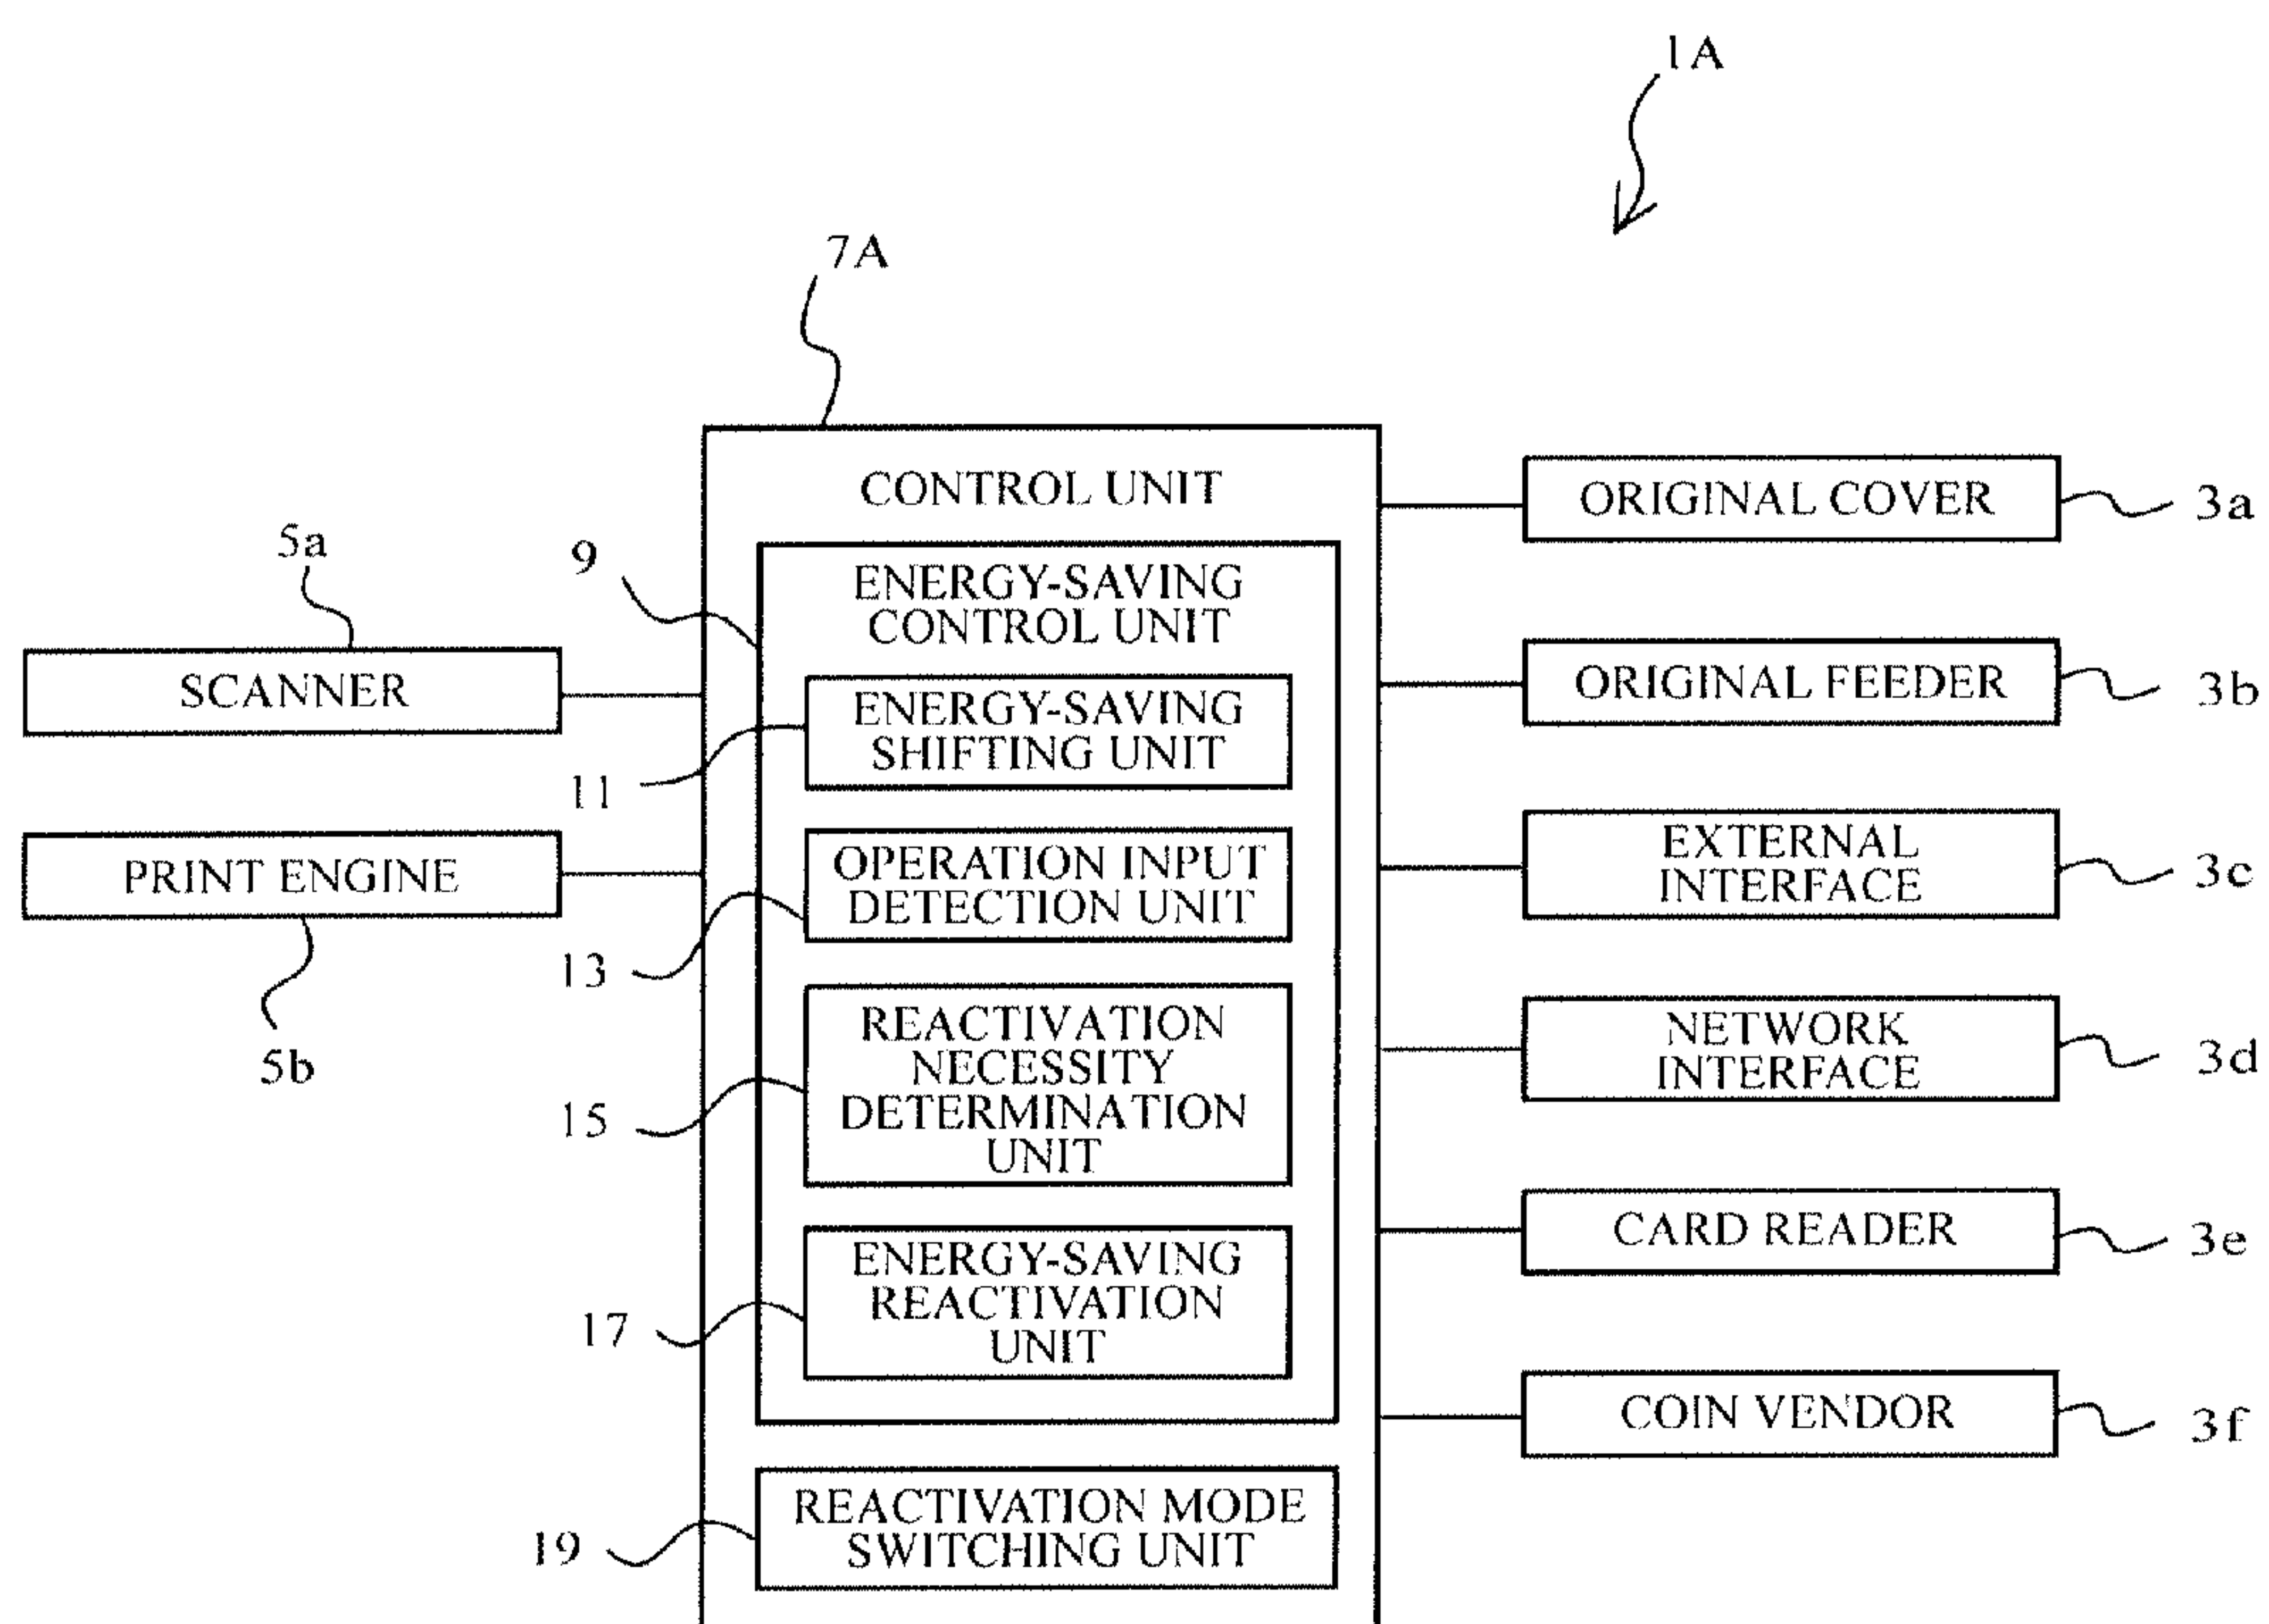 1A
7A
CONTROL UNIT
ORIGINAL COVER
3a
5a
9
ENERGY-SAVING
CONTROL UNIT
SCANNER
ORIGINAL FEEDER
3b
ENERGY-SAVING
SHIFTING UNIT
11
PRINT ENGINE
OPERATION INPUT
DETECTION UNIT
EXTERNAL
INTERFACE
3c
13
5b
REACTIVATION
NECESSITY
DETERMINATION
UNIT
NETWORK
INTERFACE
3d
15
CARD READER
3e
ENERGY-SAVING
REACTIVATION
UNIT
17
COIN VENDOR
3f
REACTIVATION MODE
SWITCHING UNIT
19